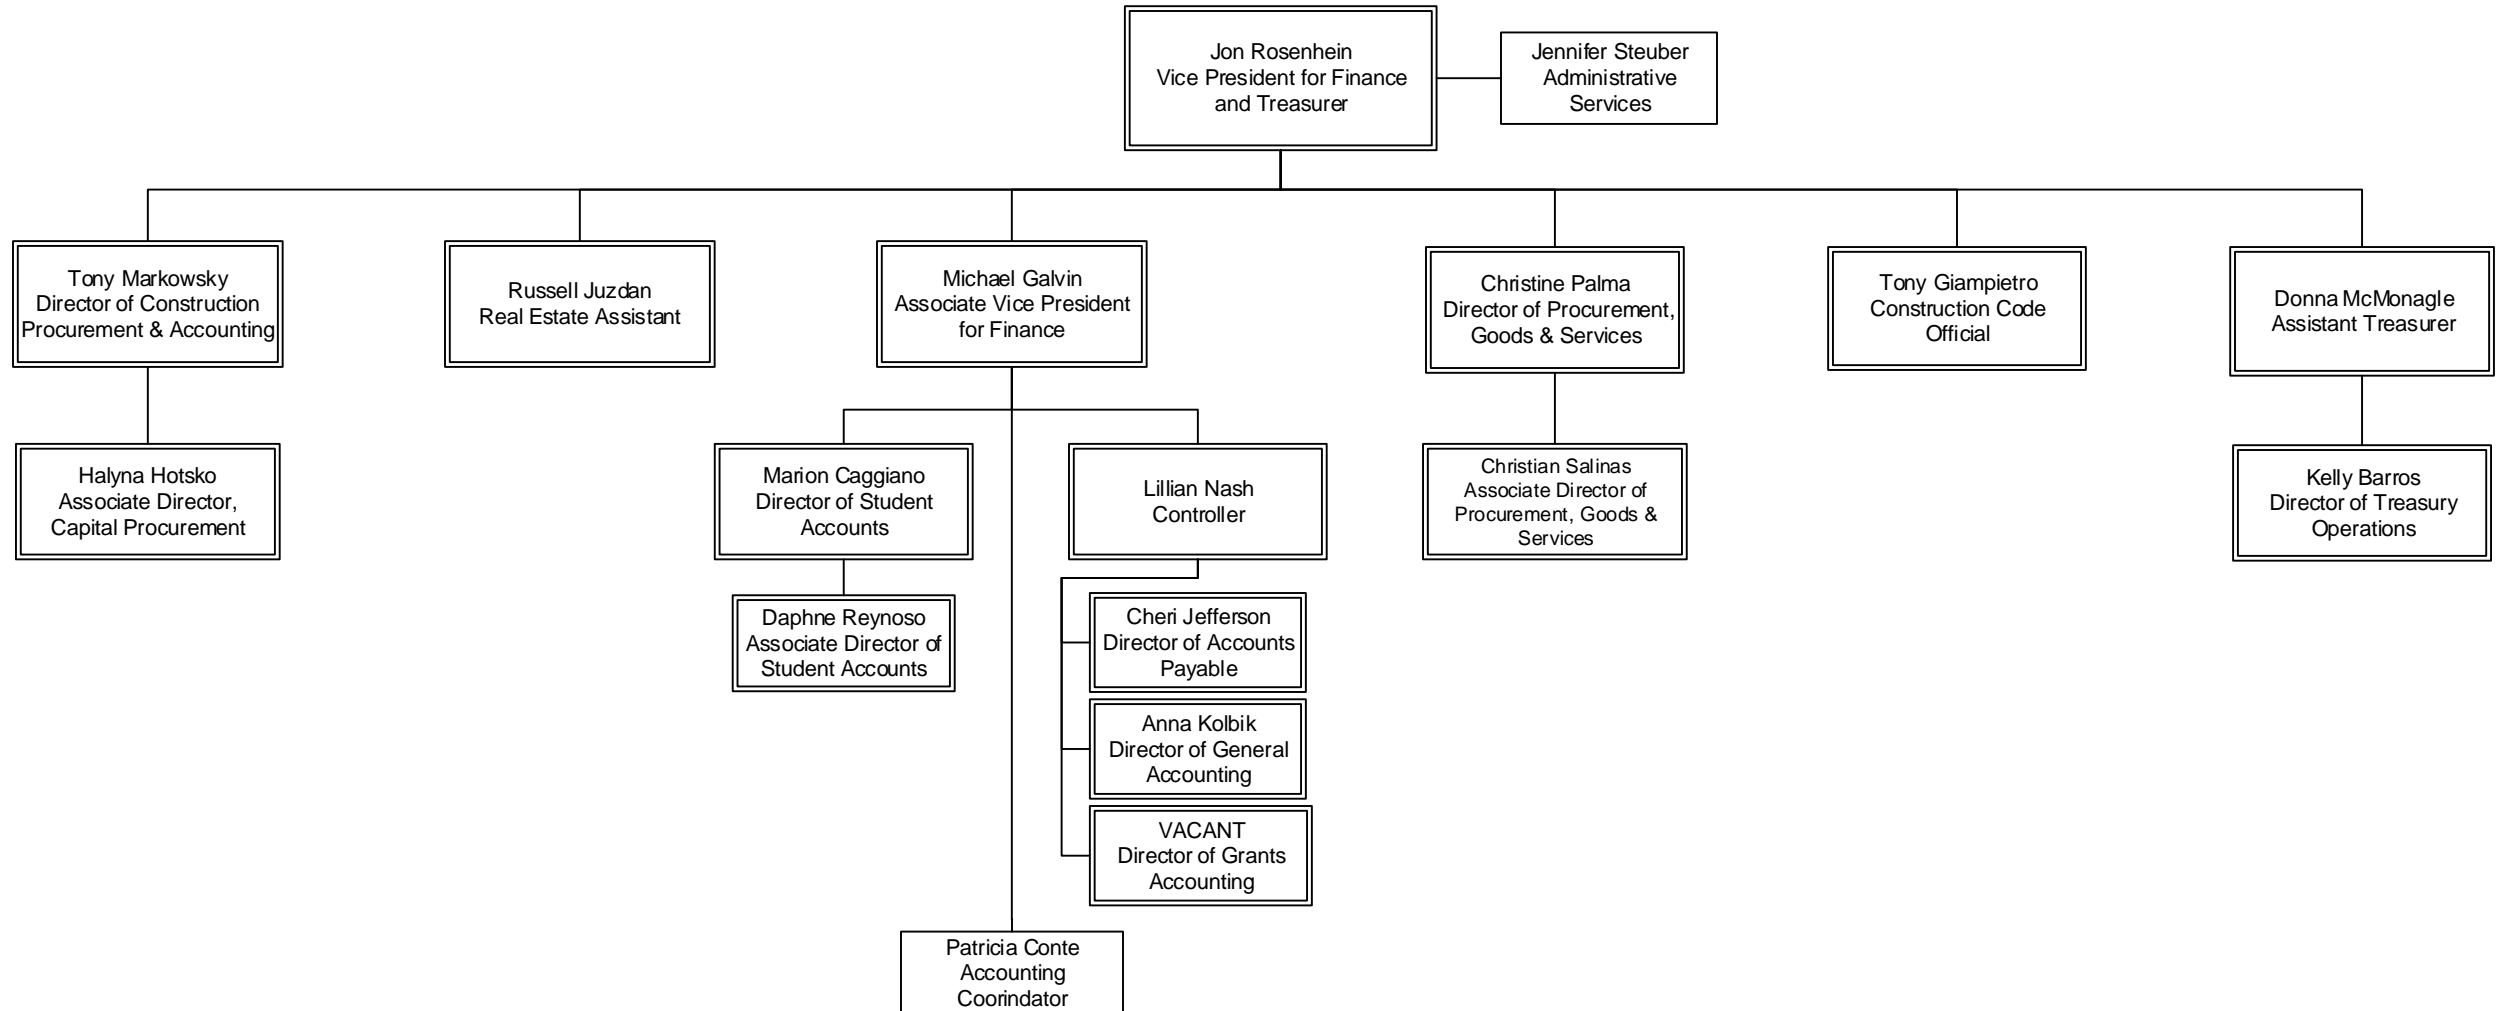 Jon Rosenhein
Vice President for Finance
and Treasurer
Jennifer Steuber
Administrative
Services
Tony Markowsky
Director of Construction
Procurement & Accounting
Russell Juzdan
Real Estate Assistant
Michael Galvin
Associate Vice President
for Finance
Christine Palma
Director of Procurement,
Goods & Services
Tony Giampietro
Construction Code
Official
Donna McMonagle
Assistant Treasurer
Halyna Hotsko
Associate Director,
Capital Procurement
Marion Caggiano
Director of Student
Accounts
Lillian Nash
Controller
Christian Salinas
Associate Director of
Procurement, Goods &
Services
Kelly Barros
Director of Treasury
Operations
Daphne Reynoso
Associate Director of
Student Accounts
Cheri Jefferson
Director of Accounts
Payable
Anna Kolbik
Director of General
Accounting
VACANT
Director of Grants
Accounting
Patricia Conte
Accounting
Coorindator